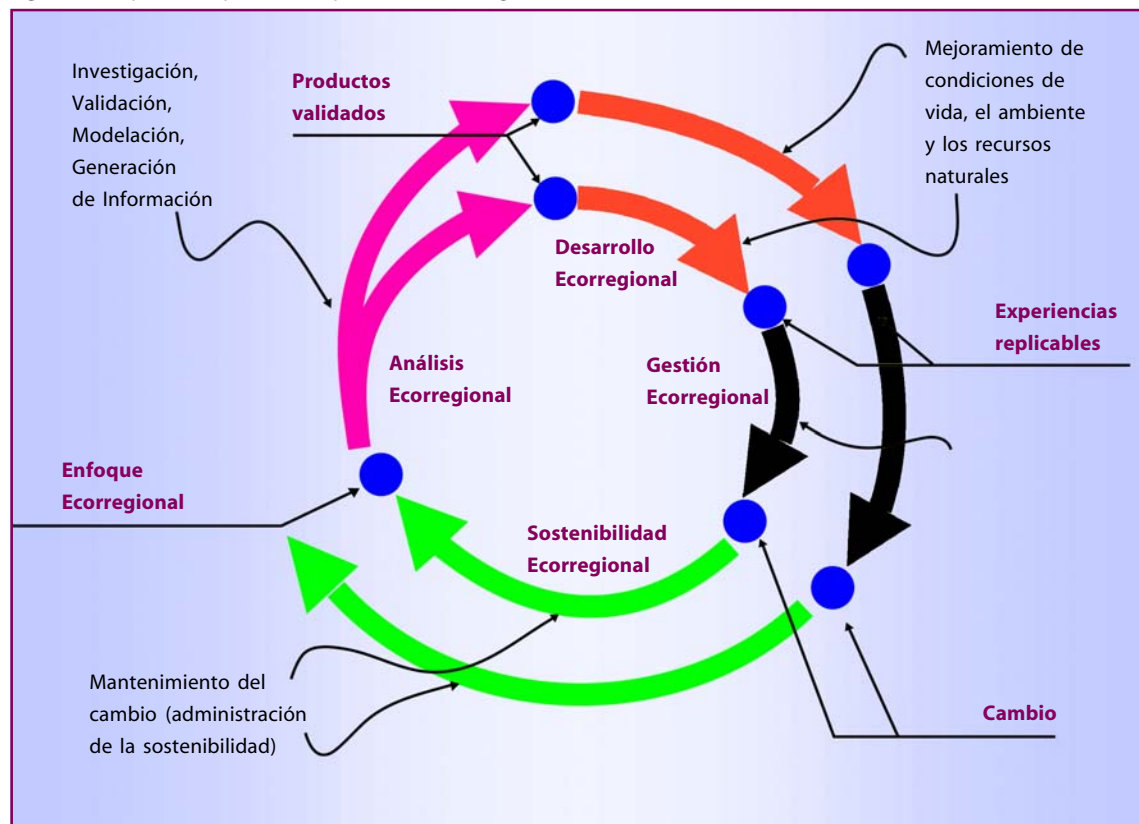 Investigación,
Validación,
Modelación,
Generación
de Información
Productos
validados
Mejoramiento de
condiciones de
vida, el ambiente
y los recursos
naturales
Desarrollo
Ecorregional
Experiencias
replicables
Análisis
Ecorregional
Gestión
Ecorregional
Enfoque
Ecorregional
Sostenibilidad
Ecorregional
Mantenimiento del
cambio (administración
de la sostenibilidad)
Cambio